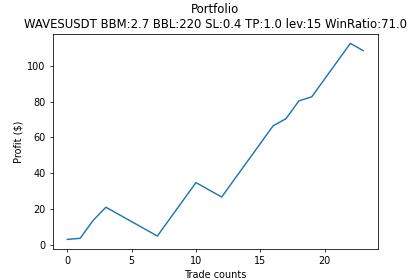 Portfolio
WAVESUSDT BBM:2.7 BBL:220 SL:0.4 TP:1.0 lev:15 WinRatio:71.0
Profit ($)
100
80
60
40
20
0
0 5 10 15 20
Trade counts